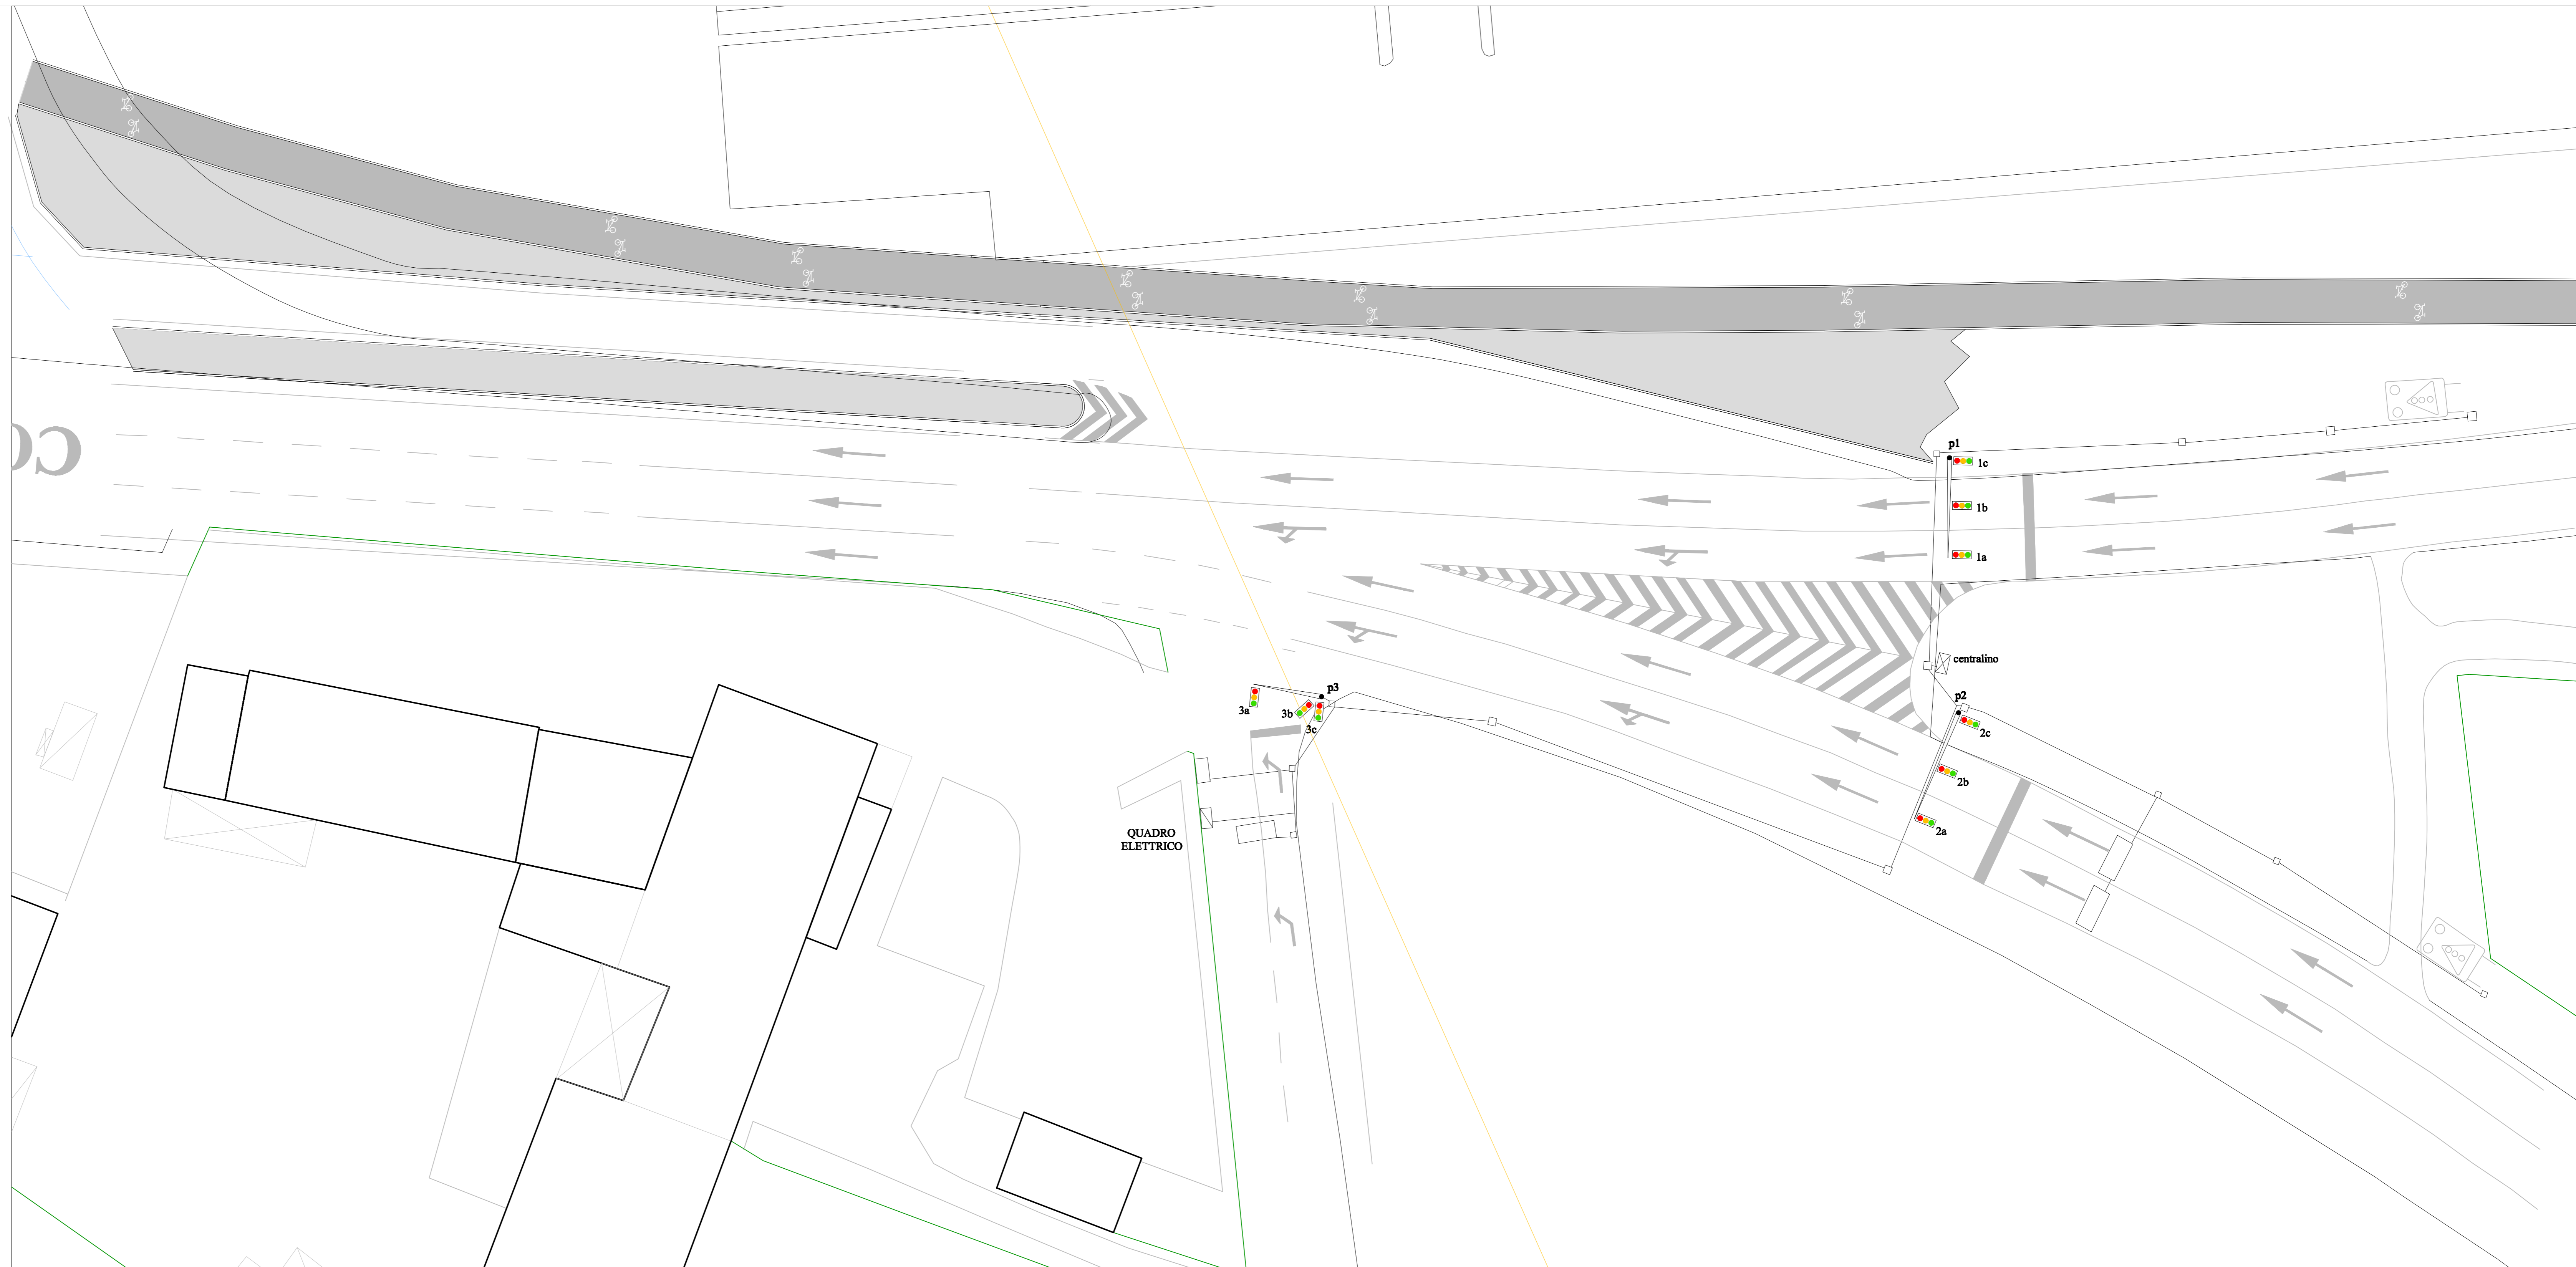 p1
1c
1b
1a
centralino
p2
2c
2b
2a
p3
3a
3b
3c
QUADRO
ELETTRICO